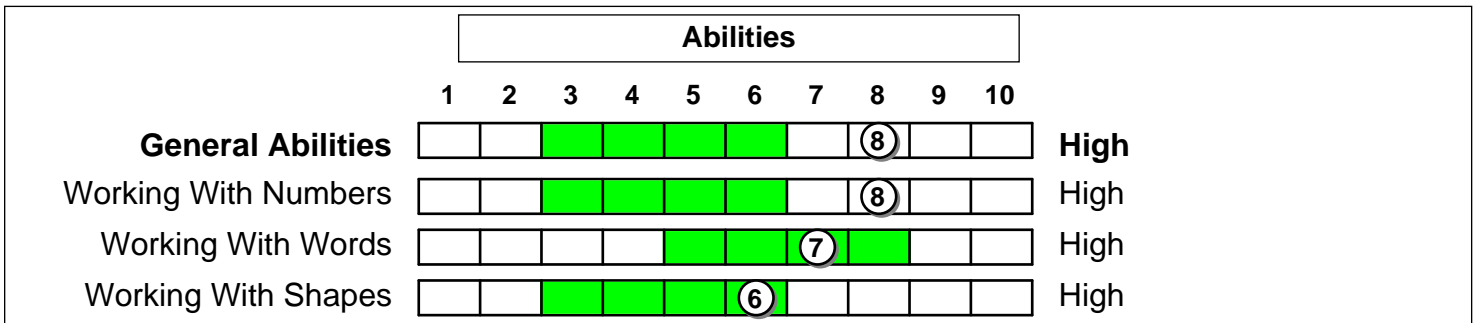 Abilities
1 2 3 4 5 6 7 8 9 10
General Abilities 8 High
Working With Numbers 8 High
Working With Words 7 High
Working With Shapes 6 High